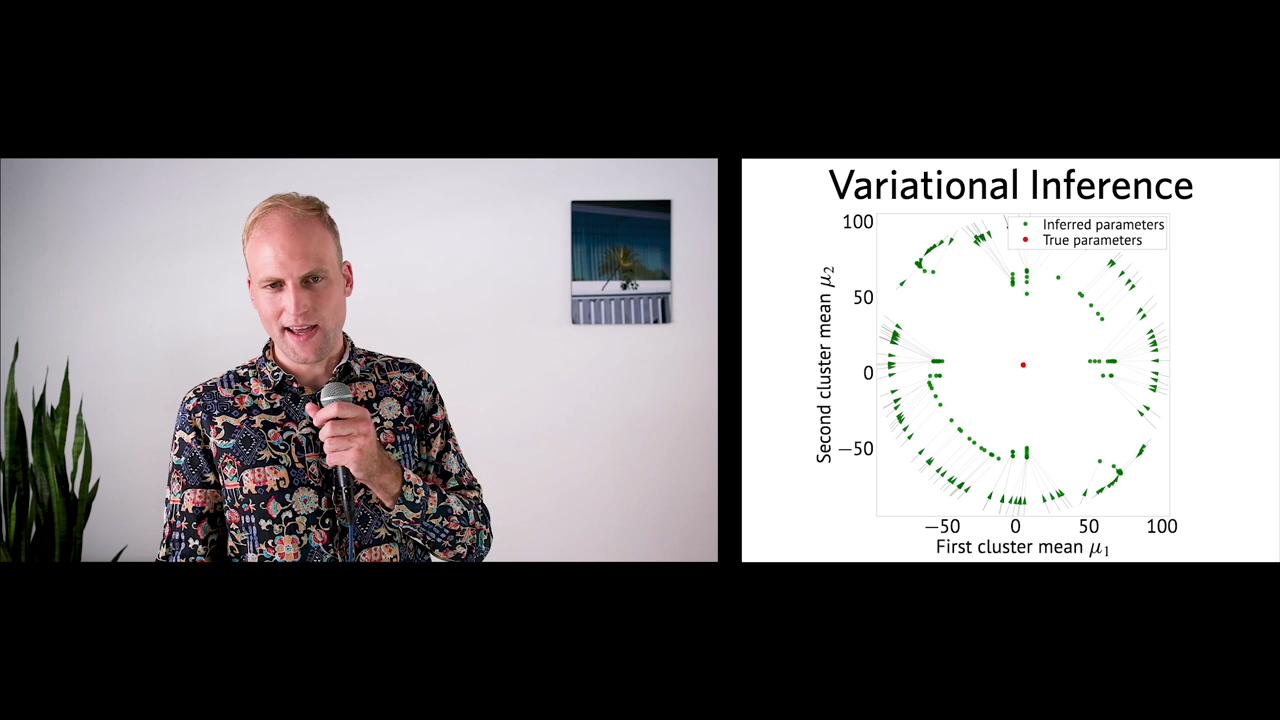 Variational Inference
Inferred parameters
True parameters
100
50
0
−50
Second cluster mean μ₂
−50 0 50 100
First cluster mean μ₁